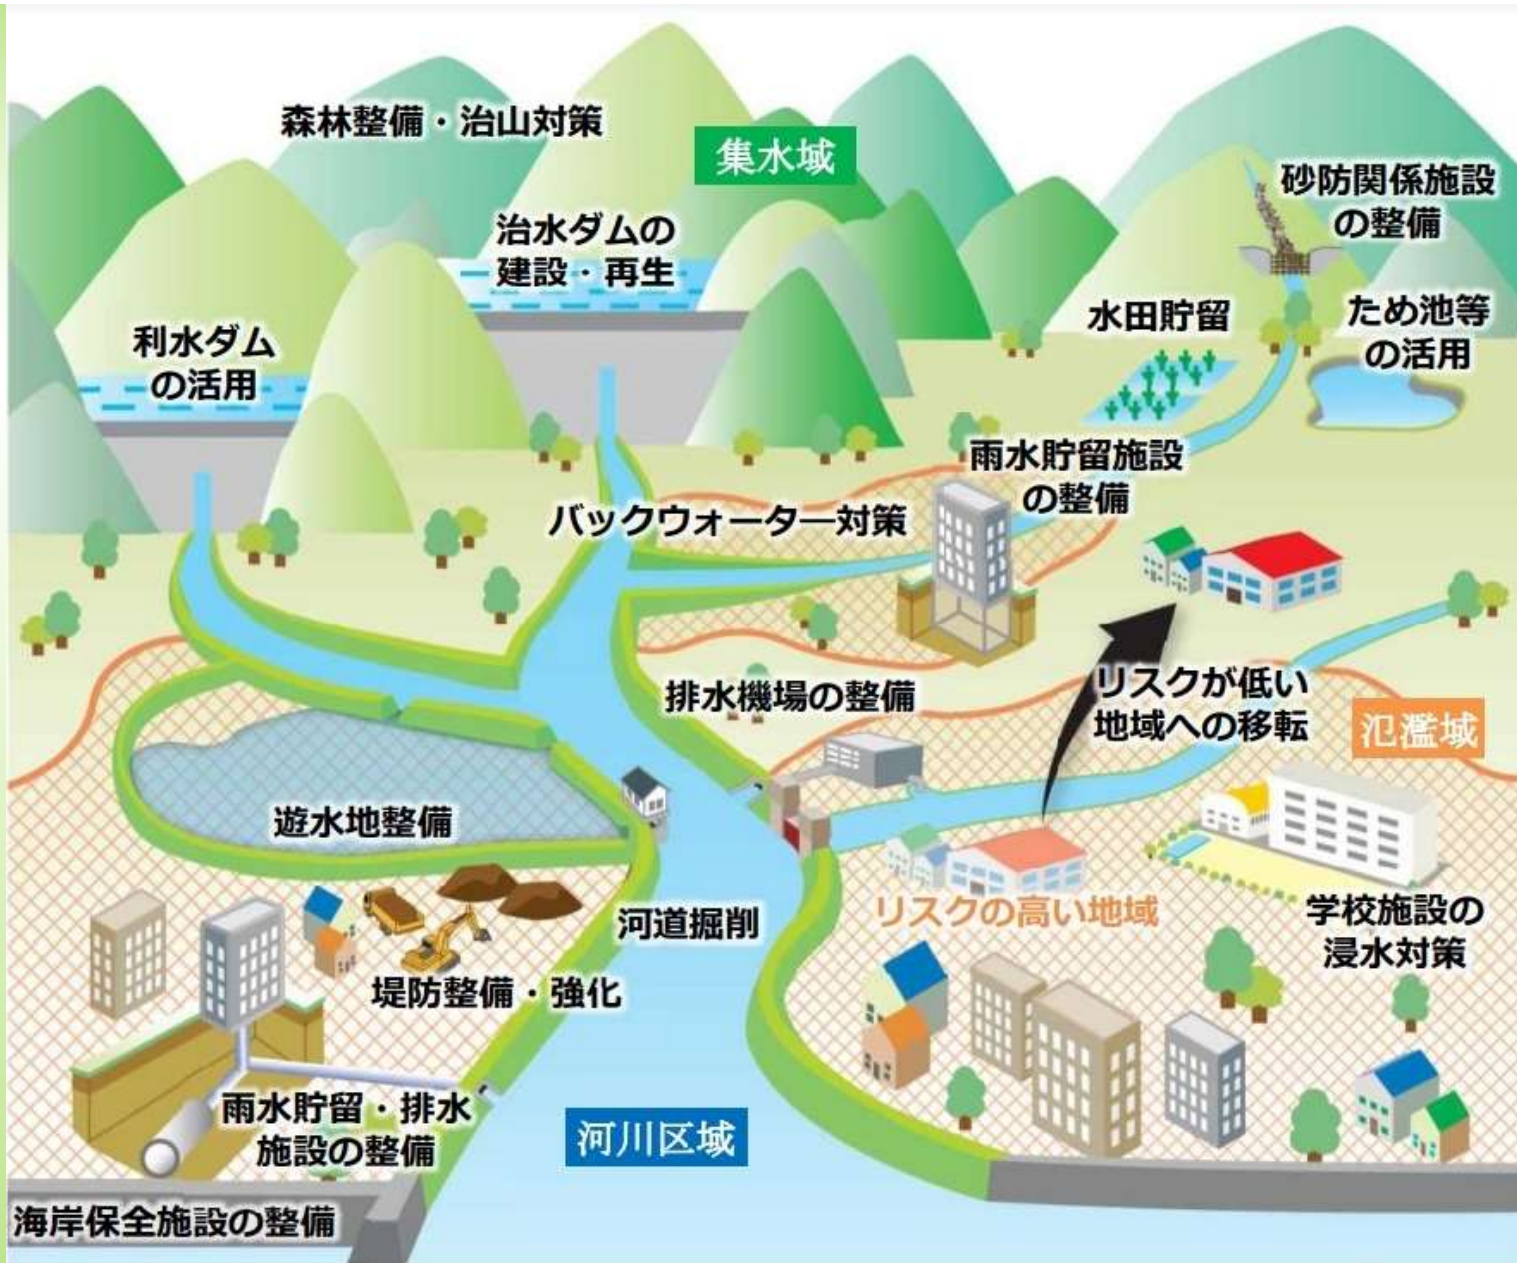 森林整備・治山対策
集水域
砂防関係施設
の整備
治水ダムの
建設・再生
水田貯留
ため池等
の活用
利水ダム
の活用
雨水貯留施設
の整備
バックウォーター対策
排水機場の整備
リスクが低い
地域への移転
氾濫域
遊水地整備
リスクの高い地域
学校施設の
浸水対策
河道掘削
堤防整備・強化
雨水貯留・排水
施設の整備
河川区域
海岸保全施設の整備